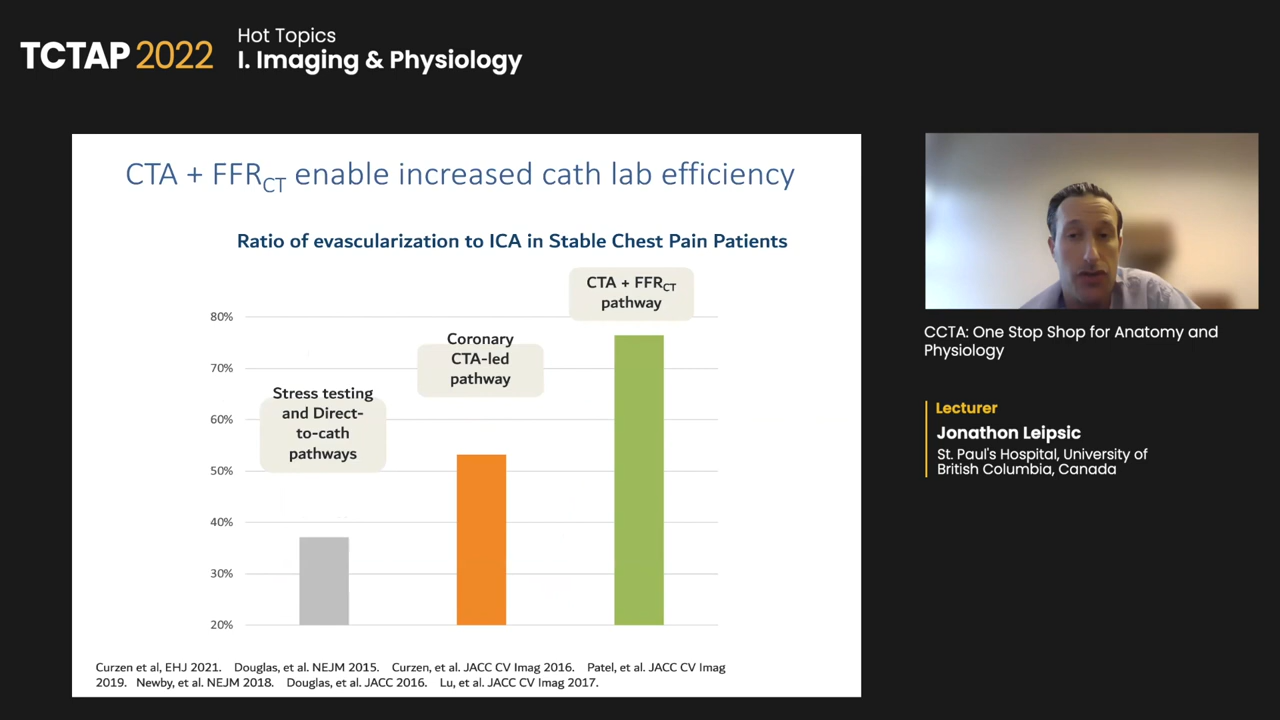 TCTAP 2022
Hot Topics
I. Imaging & Physiology
CTA + FFRCT enable increased cath lab efficiency
Ratio of evascularization to ICA in Stable Chest Pain Patients
CTA + FFRCT
pathway
Coronary
CTA-led
pathway
Stress testing
and Direct-
to-cath
pathways
80%
70%
60%
50%
40%
30%
20%
Curzen et al, EHJ 2021. Douglas, et al. NEJM 2015. Curzen, et al. JACC CV Imag 2016. Patel, et al. JACC CV Imag
2019. Newby, et al. NEJM 2018. Douglas, et al. JACC 2016. Lu, et al. JACC CV Imag 2017.
CCTA: One Stop Shop for Anatomy and
Physiology
Lecturer
Jonathon Leipsic
St. Paul's Hospital, University of
British Columbia, Canada